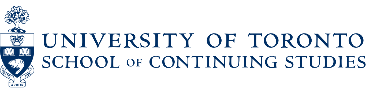 UNIVERSITY OF TORONTO
SCHOOL OF CONTINUING STUDIES